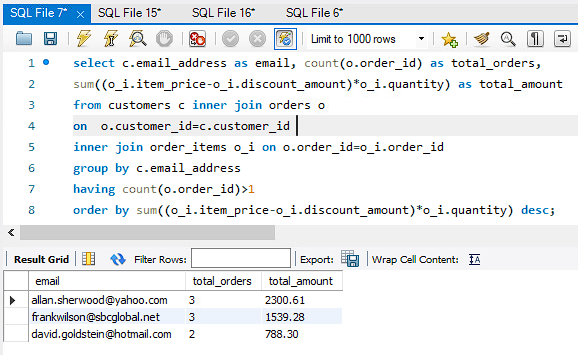 SQL File 7* × SQL File 15* SQL File 16* SQL File 6*
Limit to 1000 rows
1 select c.email_address as email, count(o.order_id) as total_orders,
2 sum((o_i.item_price-o_i.discount_amount)*o_i.quantity) as total_amount
3 from customers c inner join orders o
4 on o.customer_id=c.customer_id
5 inner join order_items o_i on o.order_id=o_i.order_id
6 group by c.email_address
7 having count(o.order_id)>1
8 order by sum((o_i.item_price-o_i.discount_amount)*o_i.quantity) desc;
Result Grid Filter Rows: Export: Wrap Cell Content: IA
email total_orders total_amount
allan.sherwood@yahoo.com 3 2300.61
frankwilson@sbcglobal.net 3 1539.28
david.goldstein@hotmail.com 2 788.30